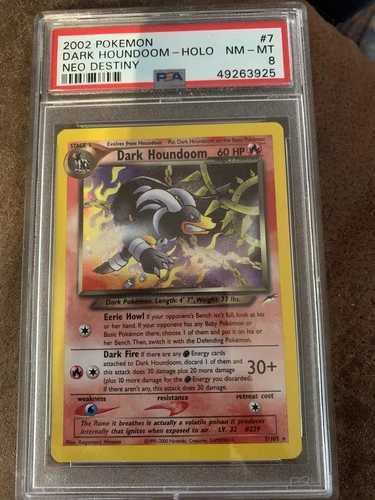 2002 POKEMON #7
DARK HOUNDOOM - HOLO NM - MT
NEO DESTINY 8
PSA 49263925
STAGE 1 Evolves from Houndour Put Dark Houndoom on the Basic Pokémon
Dark Houndoom 60 HP
Dark Pokémon. Length: 4' 7", Weight: 77 lbs.
Eerie Howl If your opponent's Bench isn't full, look at his
or her hand. If your opponent has any Baby Pokémon or
Basic Pokémon there, choose 1 of them and put it on his or
her Bench. Then, switch it with the Defending Pokémon.
Dark Fire If there are any Energy cards
attached to Dark Houndoom, discard 1 of them and
this attack does 30 damage plus 20 more damage
(plus 10 more damage for the Energy you discarded).
If there aren't any, this attack does 30 damage.
30+
weakness resistance retreat cost
The flame it breathes is actually a volatile poison it produces
internally that ignites when exposed to air. LV. 32 #229
Illus. Kagemaru Himeno ©1995-2000 Nintendo, Creatures, GAMEFREAK. 7/105